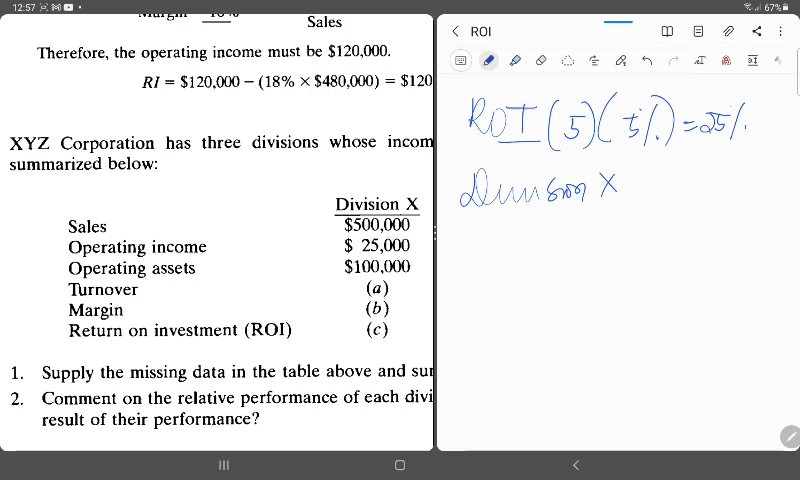 12:57 67%
Sales
Therefore, the operating income must be $120,000.
RI = $120,000 − (18% × $480,000) = $120
XYZ Corporation has three divisions whose incom
summarized below:
Division X
Sales $500,000
Operating income $ 25,000
Operating assets $100,000
Turnover (a)
Margin (b)
Return on investment (ROI) (c)
1. Supply the missing data in the table above and sur
2. Comment on the relative performance of each divi
result of their performance?
ROI
ROI (5)(5%) = 25%
Division X